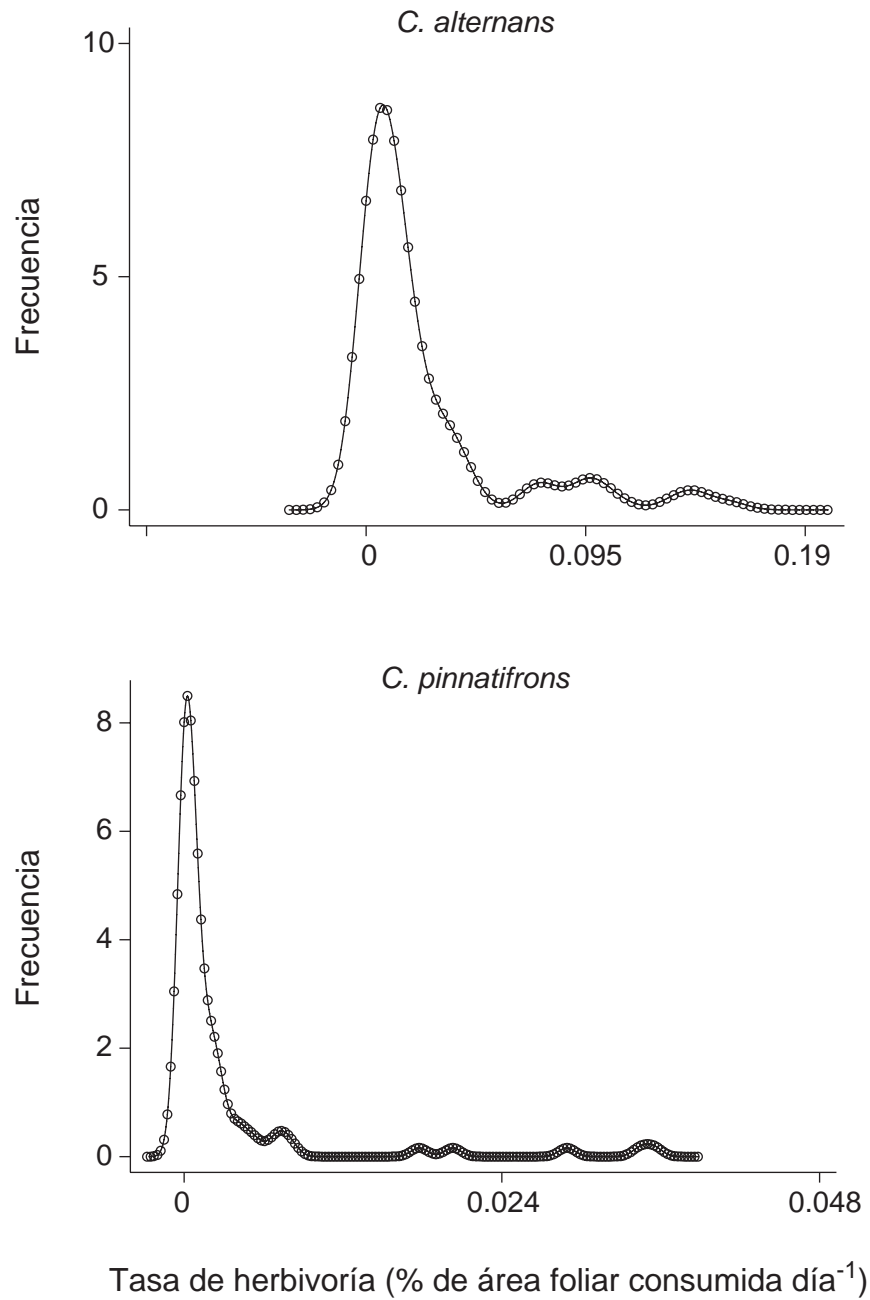 C. alternans
10
5
0
Frecuencia
0 0.095 0.19
C. pinnatifrons
8
6
4
2
0
Frecuencia
0 0.024 0.048
Tasa de herbivoría (% de área foliar consumida día⁻¹)